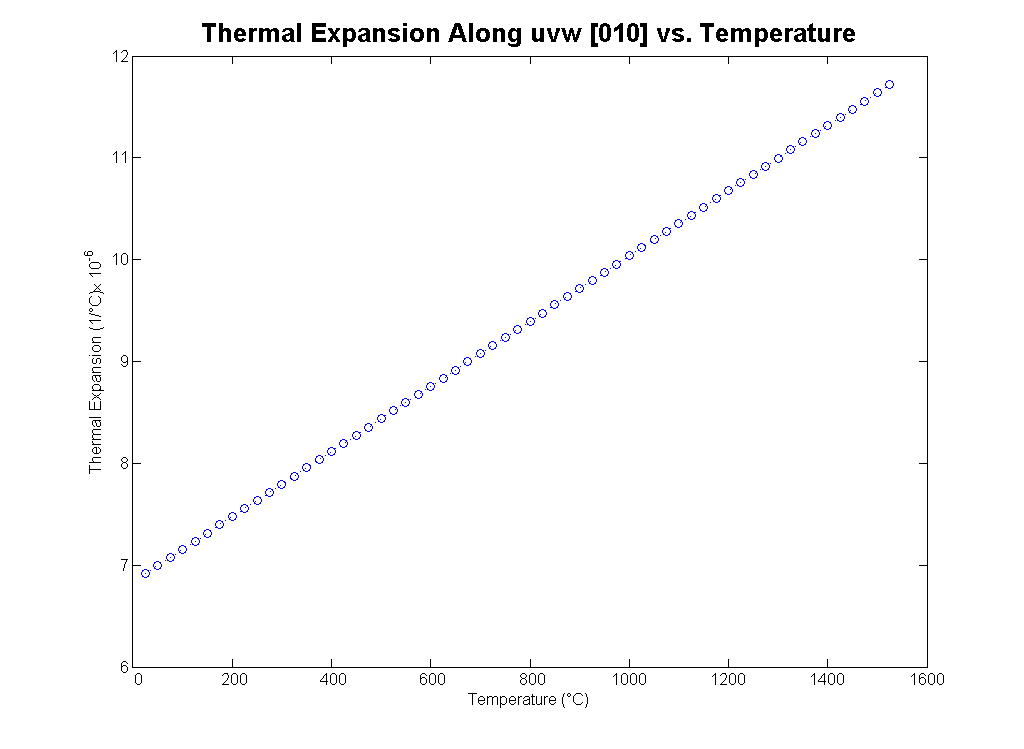 Thermal Expansion Along uvw [010] vs. Temperature
12
11
10
9
8
7
6
Thermal Expansion (1/°C)x 10-6
0 200 400 600 800 1000 1200 1400 1600
Temperature (°C)